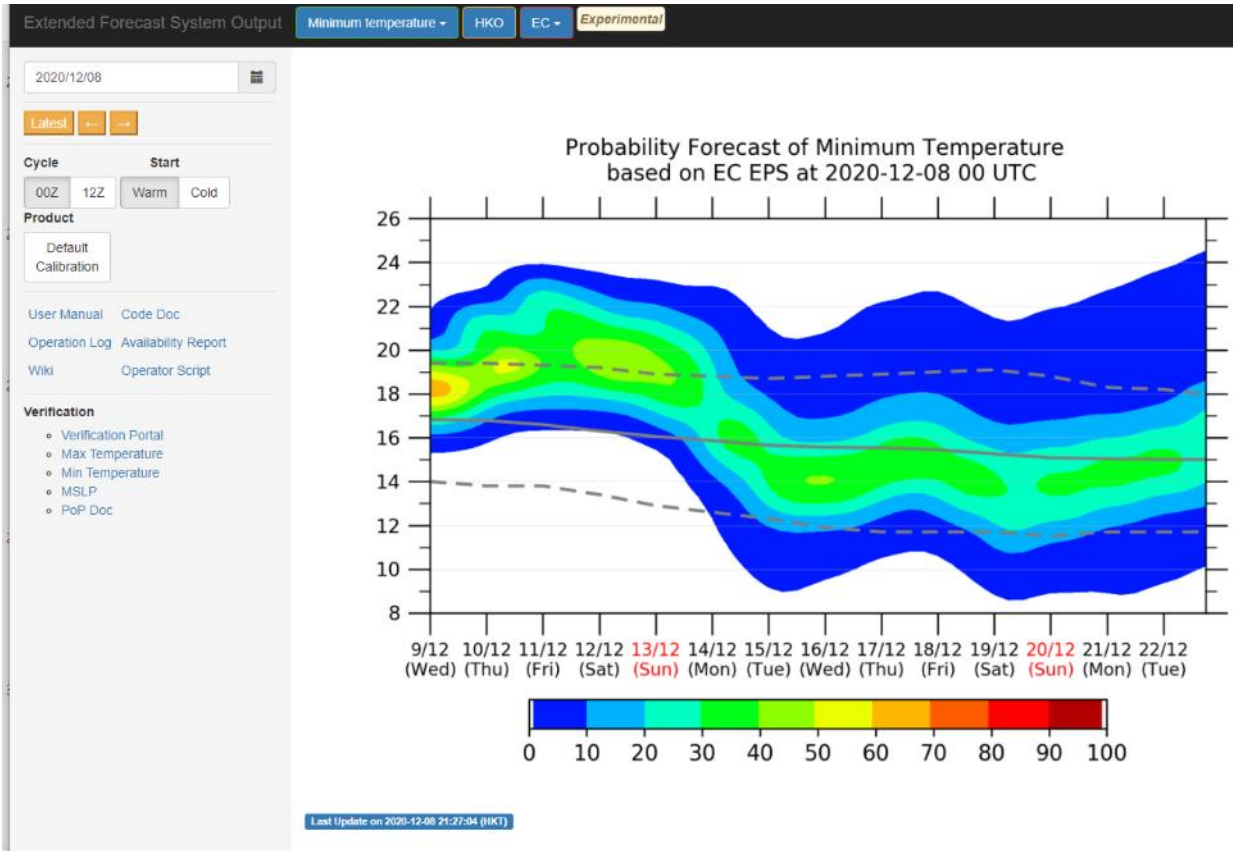 Extended Forecast System Output Minimum temperature HKO EC Experimental
2020/12/08
Latest ← →
Cycle Start
00Z 12Z Warm Cold
Product
Default
Calibration
User Manual Code Doc
Operation Log Availability Report
Wiki Operator Script
Verification
Verification Portal
Max Temperature
Min Temperature
MSLP
PoP Doc
Probability Forecast of Minimum Temperature
based on EC EPS at 2020-12-08 00 UTC
26
24
22
20
18
16
14
12
10
8
9/12 10/12 11/12 12/12 13/12 14/12 15/12 16/12 17/12 18/12 19/12 20/12 21/12 22/12
(Wed) (Thu) (Fri) (Sat) (Sun) (Mon) (Tue) (Wed) (Thu) (Fri) (Sat) (Sun) (Mon) (Tue)
0 10 20 30 40 50 60 70 80 90 100
Last Update on 2020-12-08 21:27:04 (HKT)